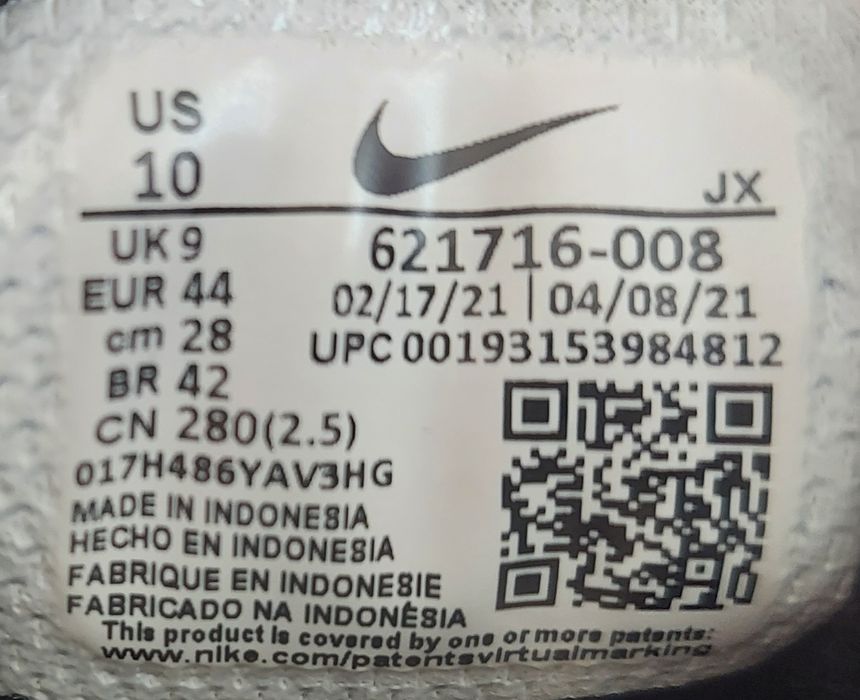 US
10
JX
UK 9
621716-008
EUR 44
02/17/21 | 04/08/21
cm 28
UPC 00193153984812
BR 42
CN 280(2.5)
017H486YAV3HG
MADE IN INDONESIA
HECHO EN INDONESIA
FABRIQUE EN INDONESIE
FABRICADO NA INDONÉSIA
This product is covered by one or more patents:
www.nike.com/patentsvirtualmarking